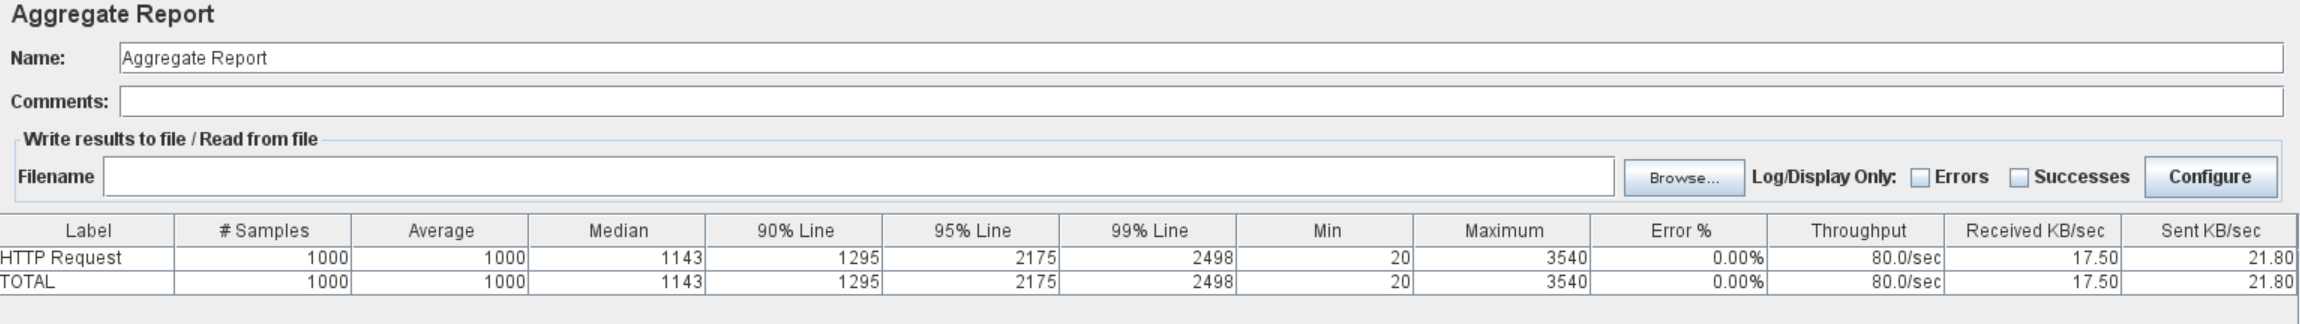 Aggregate Report
Name: Aggregate Report
Comments:
Write results to file / Read from file
Filename Browse... Log/Display Only: Errors Successes Configure
Label # Samples Average Median 90% Line 95% Line 99% Line Min Maximum Error % Throughput Received KB/sec Sent KB/sec
HTTP Request 1000 1000 1143 1295 2175 2498 20 3540 0.00% 80.0/sec 17.50 21.80
TOTAL 1000 1000 1143 1295 2175 2498 20 3540 0.00% 80.0/sec 17.50 21.80